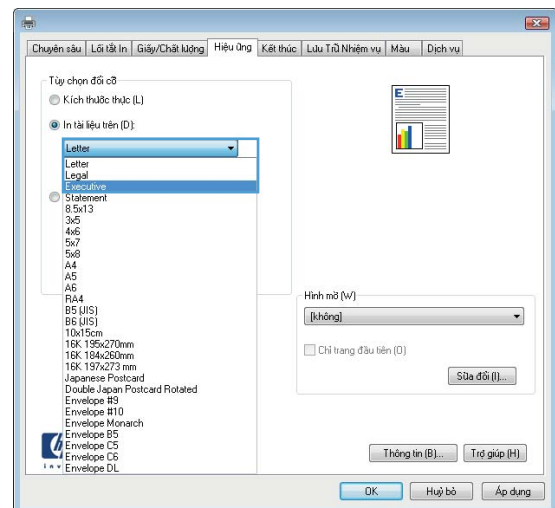 Chuyên sâu Lối tắt In Giấy/Chất lượng Hiệu ứng Kết thúc Lưu Trữ Nhiệm vụ Màu Dịch vụ
Tùy chọn đổi cỡ
Kích thước thực (L)
In tài liệu trên (D):
Letter
Letter
Legal
Executive
Statement
8.5x13
3x5
4x6
5x7
5x8
A4
A5
A6
RA4
B5 (JIS)
B6 (JIS)
10x15cm
16K 195x270mm
16K 184x260mm
16K 197x273 mm
Japanese Postcard
Double Japan Postcard Rotated
Envelope #9
Envelope #10
Envelope Monarch
Envelope B5
Envelope C5
Envelope C6
Envelope DL
E
Hình mờ (W)
[không]
Chỉ trang đầu tiên (O)
Sửa đổi (I)...
Thông tin (B)... Trợ giúp (H)
OK Huỷ bỏ Áp dụng